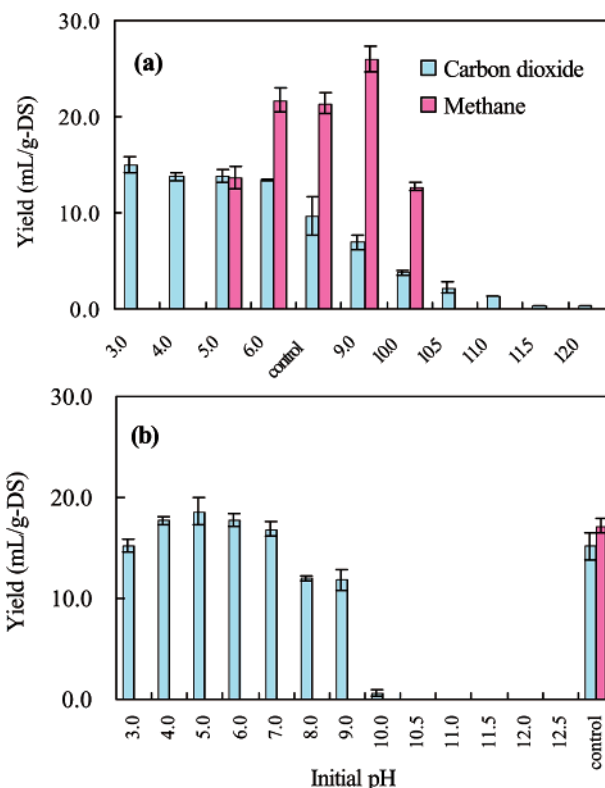 30.0
(a)
Carbon dioxide
Methane
20.0
10.0
0.0
Yield (mL/g-DS)
3.0 4.0 5.0 6.0 control 9.0 10.0 10.5 11.0 11.5 12.0
30.0
(b)
20.0
10.0
0.0
Yield (mL/g-DS)
3.0 4.0 5.0 6.0 7.0 8.0 9.0 10.0 10.5 11.0 11.5 12.0 12.5 control
Initial pH